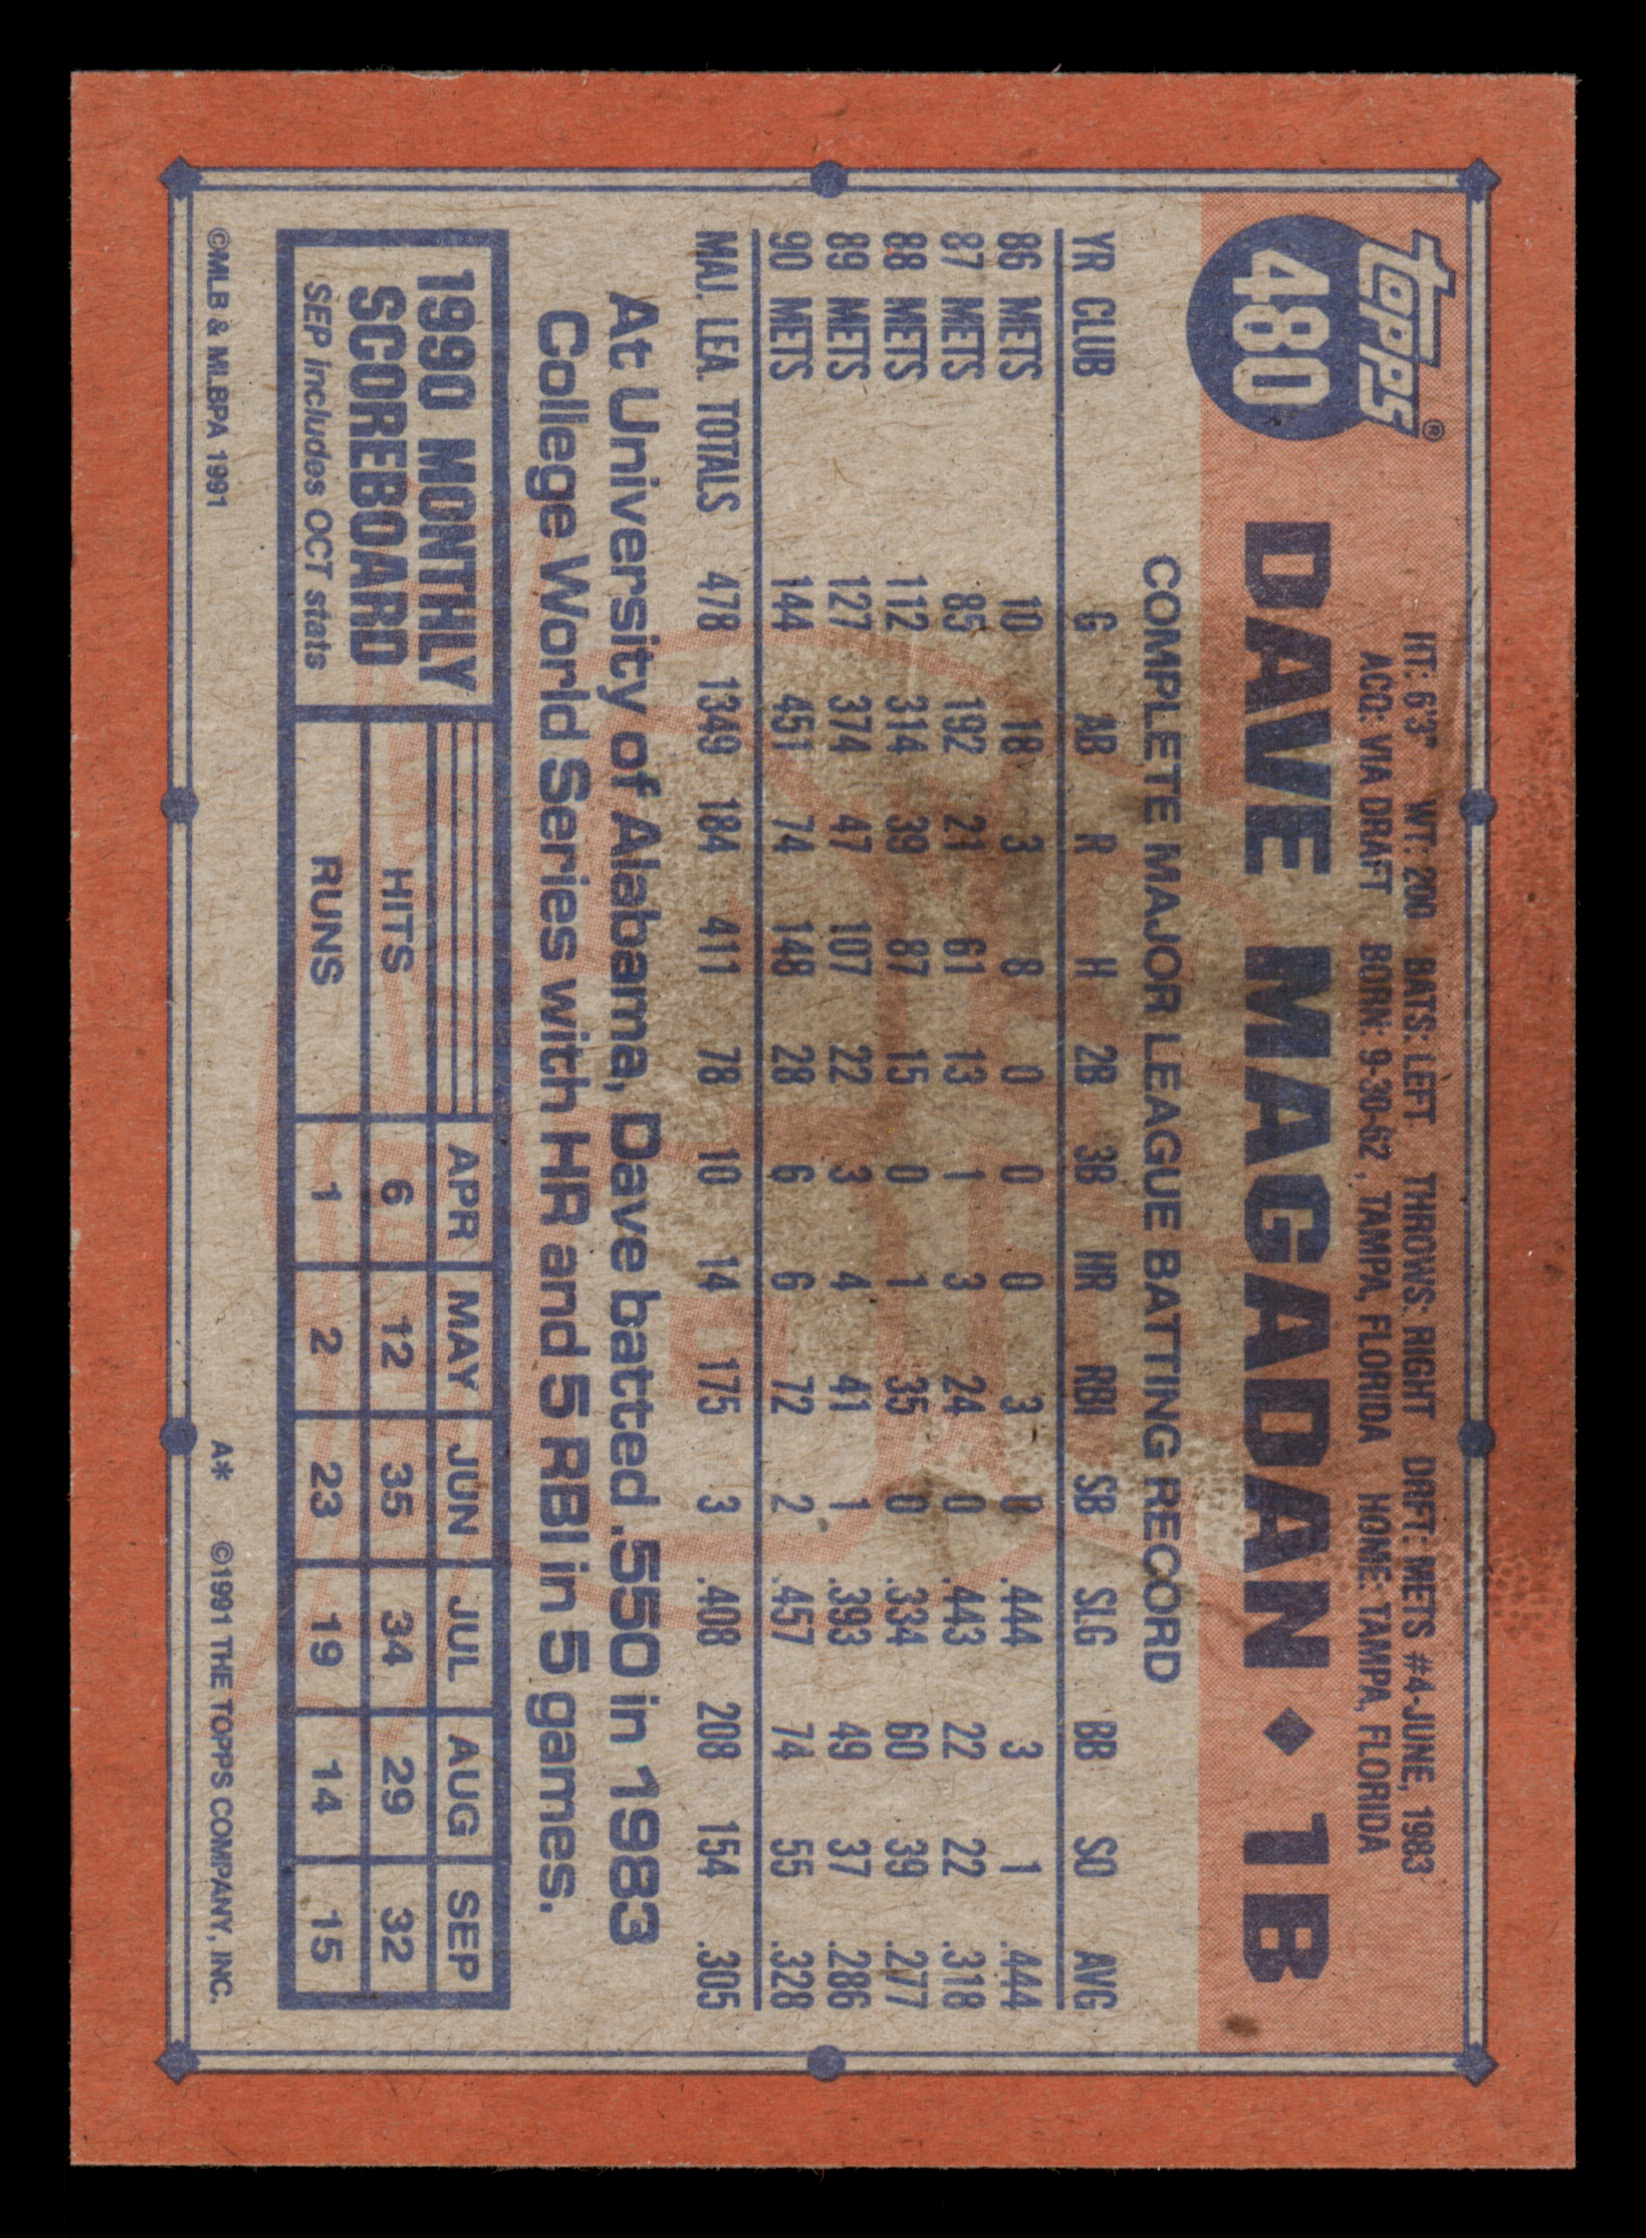 topps®
480
HT: 6'3" WT: 200 BATS: LEFT THROWS: RIGHT DRFT: METS #4-JUNE, 1983
ACQ: VIA DRAFT BORN: 9-30-62, TAMPA, FLORIDA HOME: TAMPA, FLORIDA
DAVE MAGADAN ◆ 1B
COMPLETE MAJOR LEAGUE BATTING RECORD
YR CLUB G AB R H 2B 3B HR RBI SB SLG BB SO AVG
86 METS 10 18 3 8 0 0 0 3 0 .444 3 1 .444
87 METS 85 192 21 61 13 1 3 24 0 .443 22 22 .318
88 METS 112 314 39 87 15 0 1 35 0 .334 60 39 .277
89 METS 127 374 47 107 22 3 4 41 1 .393 49 37 .286
90 METS 144 451 74 148 28 6 6 72 2 .457 74 55 .328
MAJ. LEA. TOTALS 478 1349 184 411 78 10 14 175 3 .408 208 154 .305
At University of Alabama, Dave batted .550 in 1983
College World Series with HR and 5 RBI in 5 games.
1990 MONTHLY
SCOREBOARD
SEP includes OCT stats
APR MAY JUN JUL AUG SEP
HITS 6 12 35 34 29 32
RUNS 1 2 23 19 14 15
©MLB & MLBPA 1991 A* ©1991 THE TOPPS COMPANY, INC.